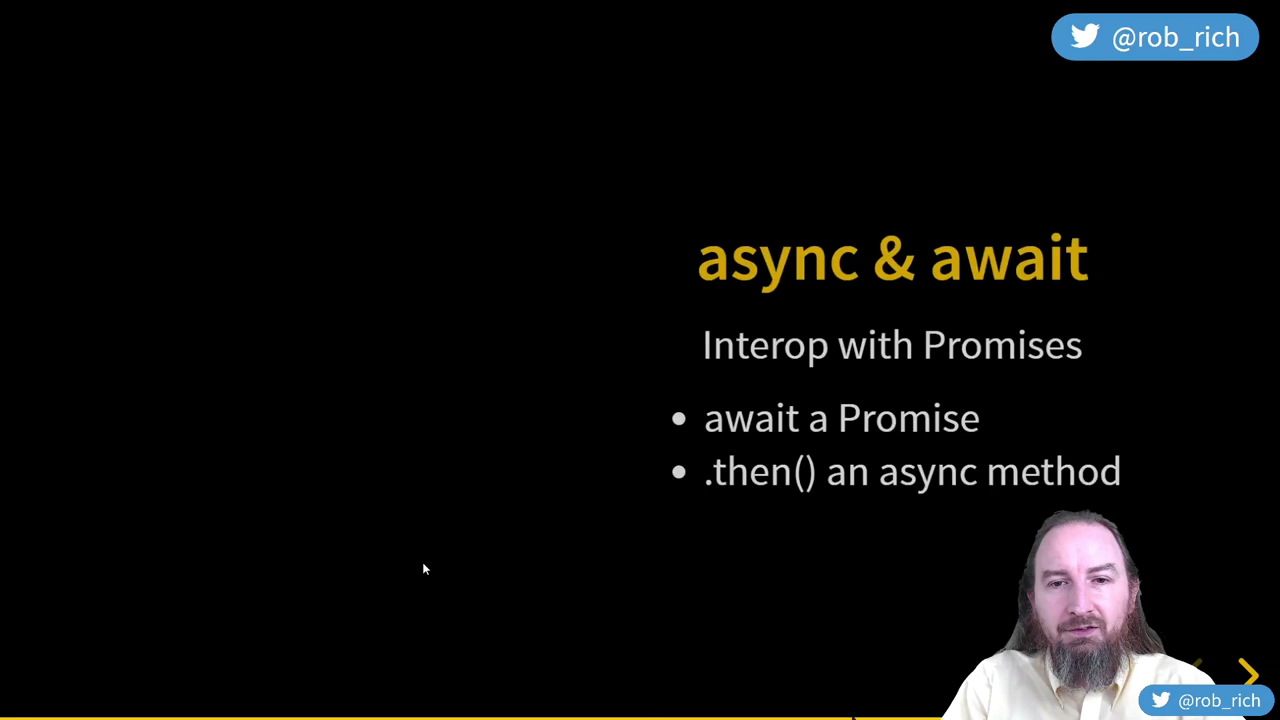 @rob_rich
async & await
Interop with Promises
• await a Promise
• .then() an async method
@rob_rich